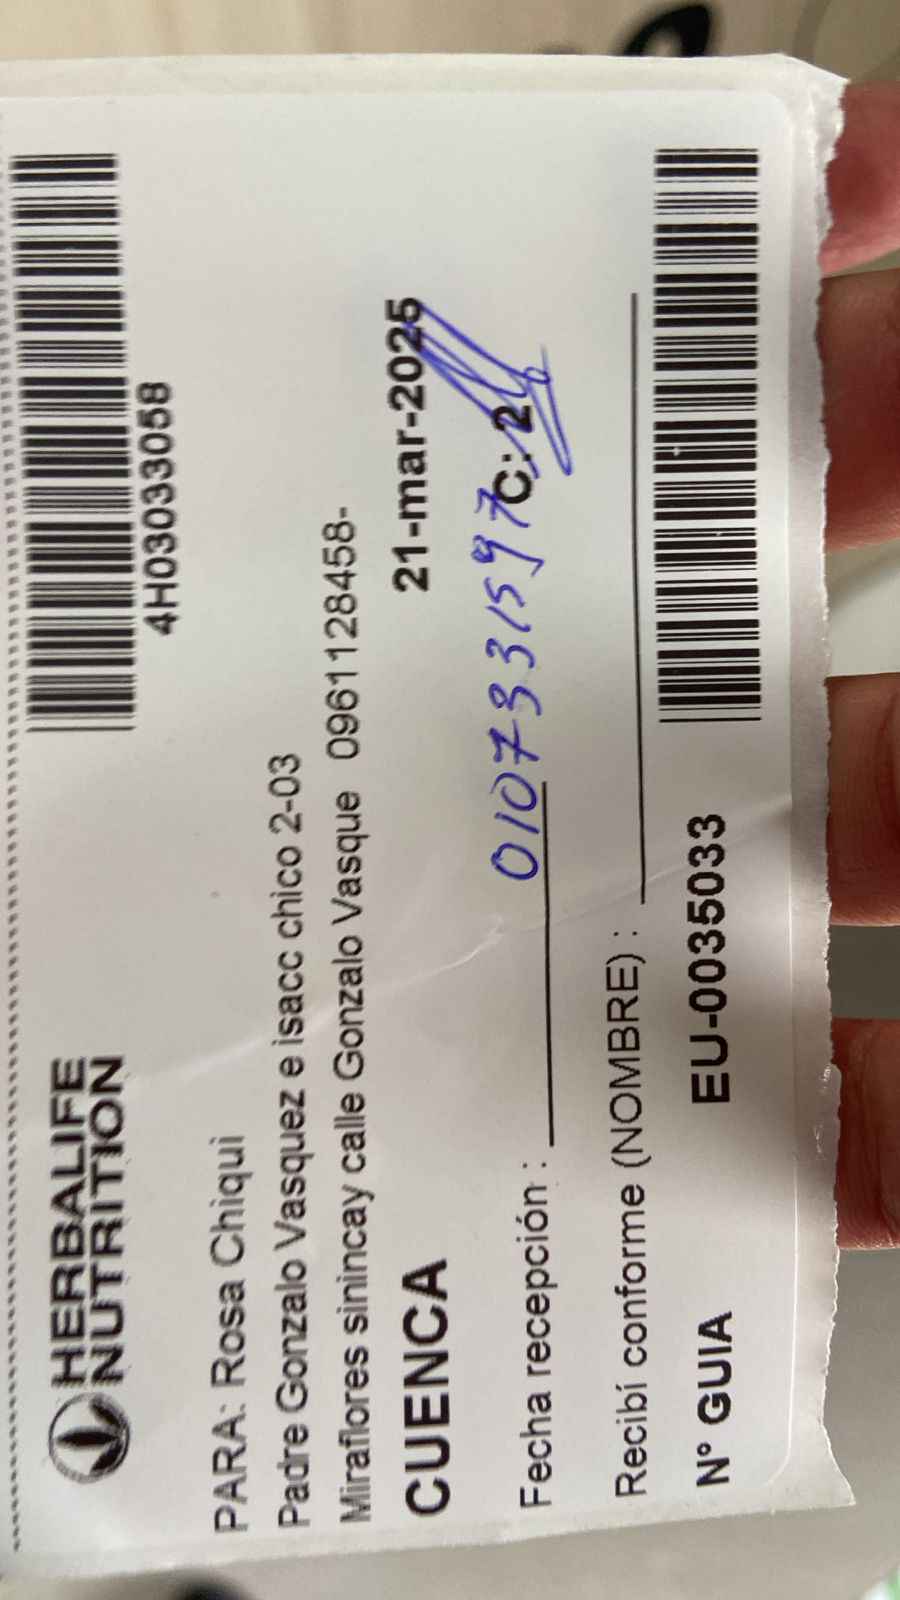 HERBALIFE
NUTRITION
4H03033058
PARA: Rosa Chiqui
Padre Gonzalo Vasquez e isacc chico 2-03
Miraflores sinincay calle Gonzalo Vasque 0961128458-
CUENCA 21-mar-2025
Fecha recepción : 0107331597 C: 2
Recibí conforme (NOMBRE) :
N° GUIA EU-0035033